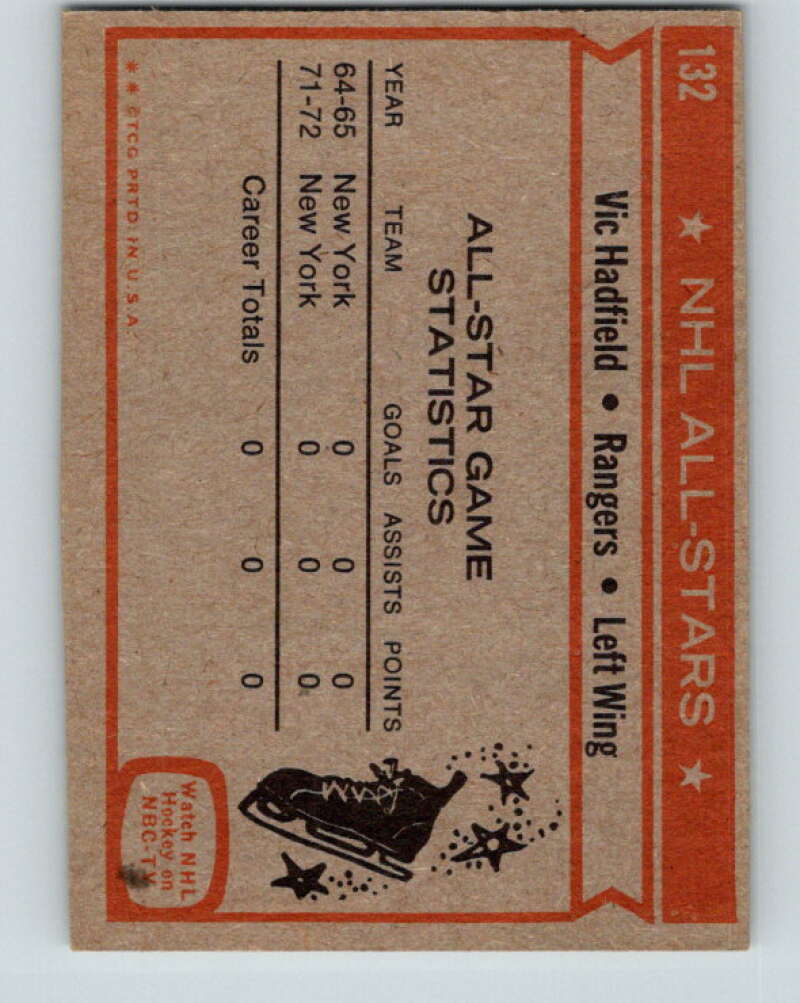 132 ★ NHL ALL-STARS ★
Vic Hadfield • Rangers • Left Wing
ALL-STAR GAME
STATISTICS
YEAR TEAM GOALS ASSISTS POINTS
64-65 New York 0 0 0
71-72 New York 0 0 0
Career Totals 0 0 0
Watch NHL
Hockey on
NBC-TV
** ©TCG PRTD IN U.S.A.